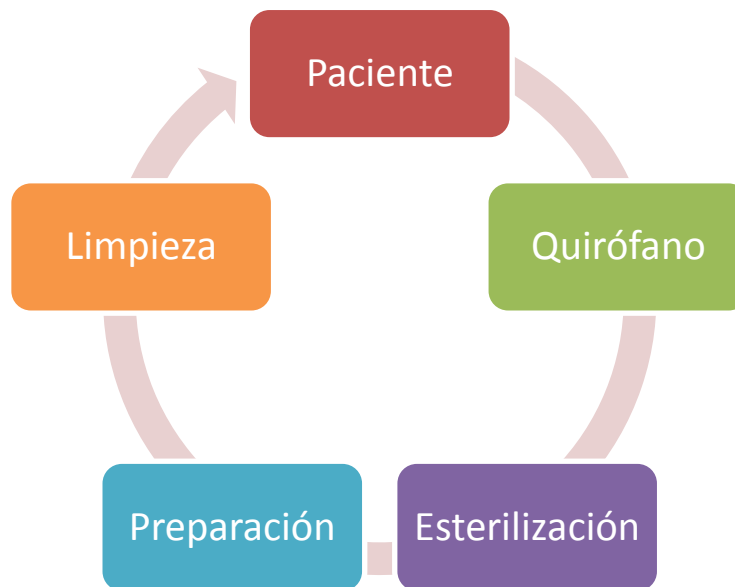 Paciente
Quirófano
Esterilización
Preparación
Limpieza